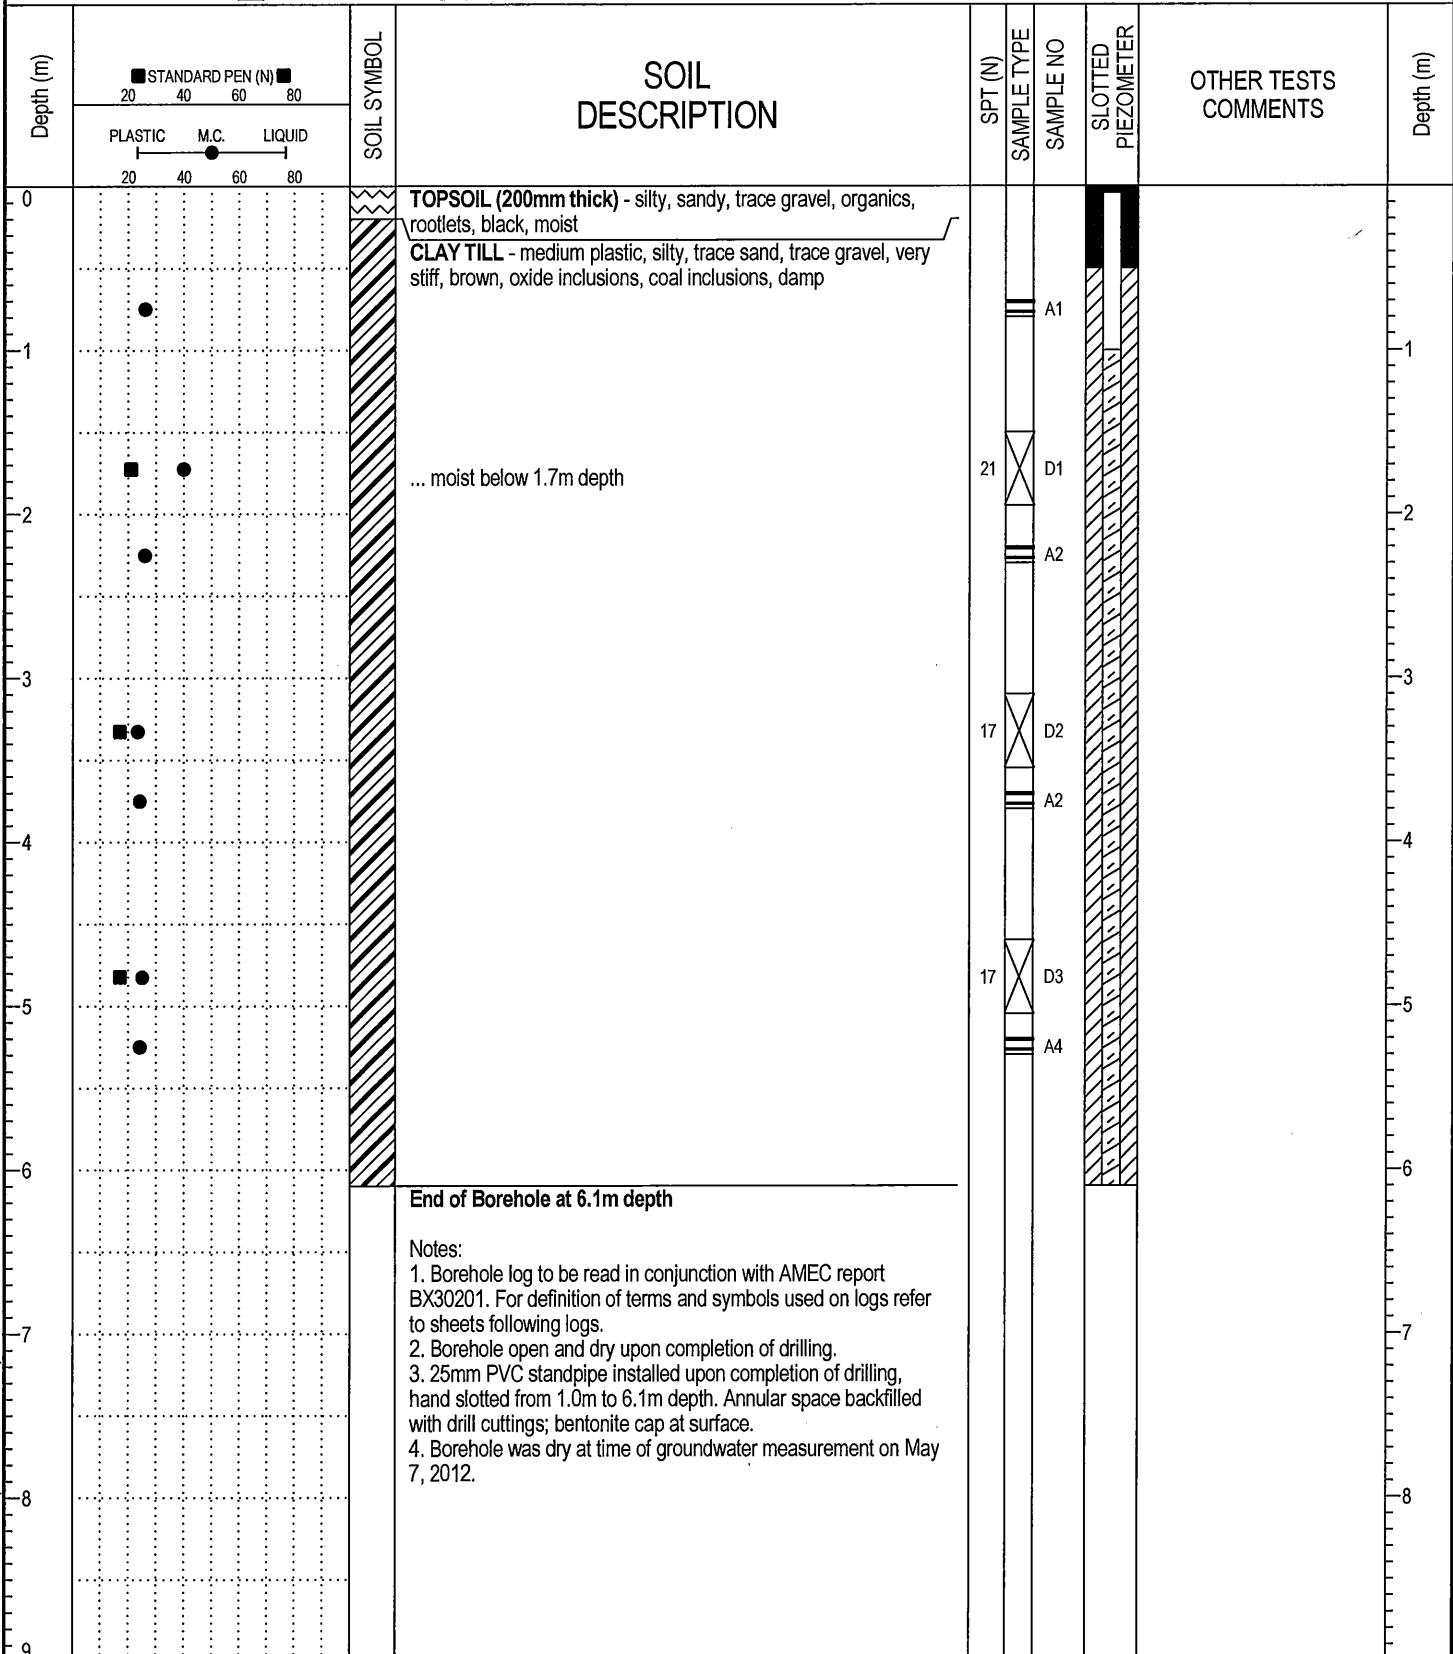 Depth (m)
STANDARD PEN (N)
20 40 60 80
PLASTIC M.C. LIQUID
20 40 60 80
SOIL SYMBOL
SOIL
DESCRIPTION
SPT (N)
SAMPLE TYPE
SAMPLE NO
SLOTTED
PIEZOMETER
OTHER TESTS
COMMENTS
Depth (m)
0
TOPSOIL (200mm thick) - silty, sandy, trace gravel, organics,
rootlets, black, moist
CLAY TILL - medium plastic, silty, trace sand, trace gravel, very
stiff, brown, oxide inclusions, coal inclusions, damp
A1
1 1
... moist below 1.7m depth
21 D1
2 2
A2
3 3
17 D2
A2
4 4
17 D3
5 5
A4
6 6
End of Borehole at 6.1m depth
Notes:
1. Borehole log to be read in conjunction with AMEC report
BX30201. For definition of terms and symbols used on logs refer
to sheets following logs.
7 7
2. Borehole open and dry upon completion of drilling.
3. 25mm PVC standpipe installed upon completion of drilling,
hand slotted from 1.0m to 6.1m depth. Annular space backfilled
with drill cuttings; bentonite cap at surface.
4. Borehole was dry at time of groundwater measurement on May
7, 2012.
8 8
9